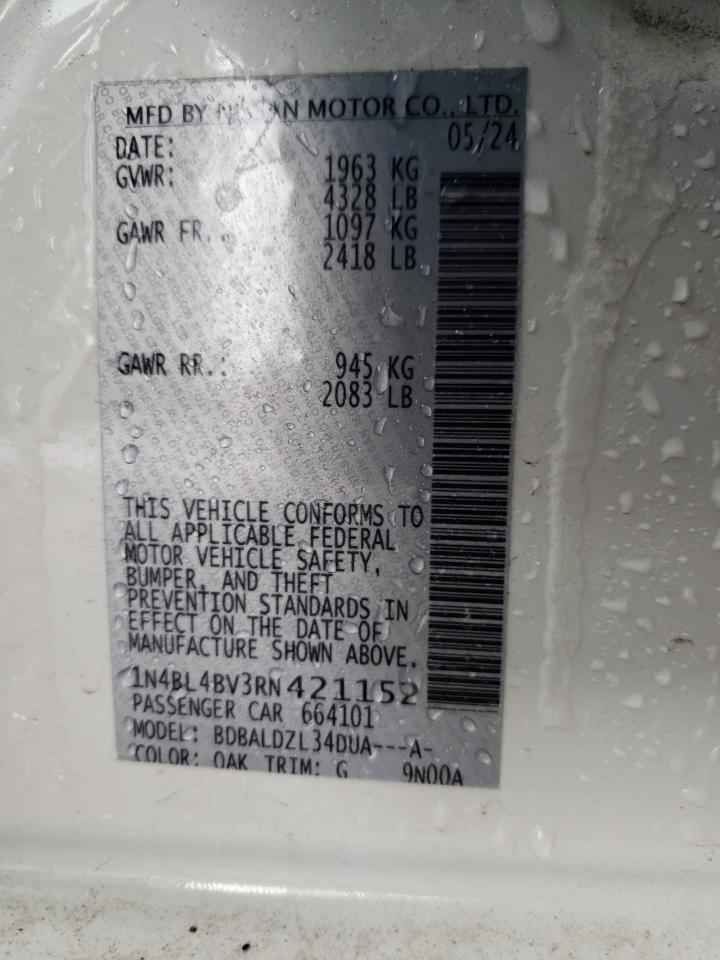 MFD BY NISSAN MOTOR CO., LTD.
DATE: 05/24
GVWR: 1963 KG
4328 LB
GAWR FR.: 1097 KG
2418 LB
GAWR RR.: 945 KG
2083 LB
THIS VEHICLE CONFORMS TO
ALL APPLICABLE FEDERAL
MOTOR VEHICLE SAFETY,
BUMPER, AND THEFT
PREVENTION STANDARDS IN
EFFECT ON THE DATE OF
MANUFACTURE SHOWN ABOVE.
1N4BL4BV3RN421152
PASSENGER CAR 664101
MODEL: BDBALDZL34DUA---A-
COLOR: QAK TRIM: G 9N00A